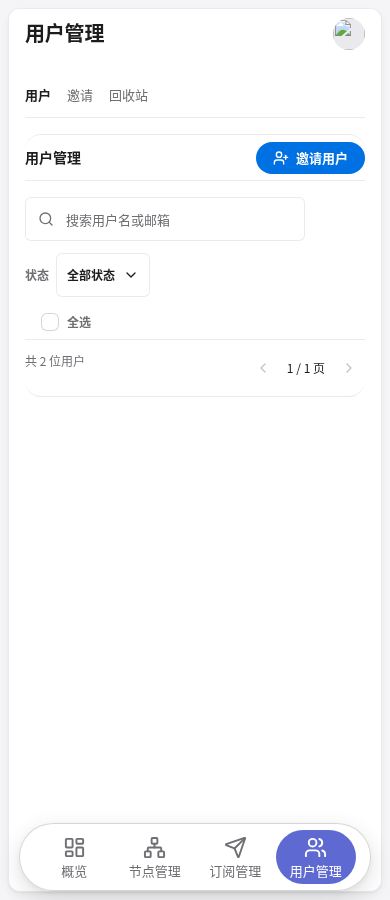 用户管理
用户 邀请 回收站
用户管理
邀请用户
搜索用户名或邮箱
状态 全部状态
全选
共 2 位用户
1 / 1 页
概览 节点管理 订阅管理 用户管理